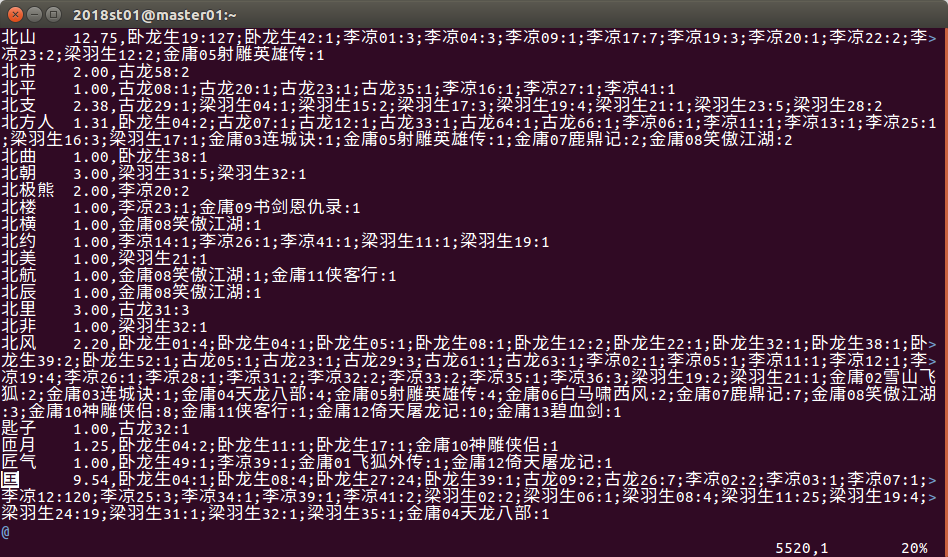 2018st01@master01:~
北山 12.75,卧龙生19:127;卧龙生42:1;李凉01:3;李凉04:3;李凉09:1;李凉17:7;李凉19:3;李凉20:1;李凉22:2;李>
凉23:2;梁羽生12:2;金庸05射雕英雄传:1
北市 2.00,古龙58:2
北平 1.00,古龙08:1;古龙20:1;古龙23:1;古龙35:1;李凉16:1;李凉27:1;李凉41:1
北支 2.38,古龙29:1;梁羽生04:1;梁羽生15:2;梁羽生17:3;梁羽生19:4;梁羽生21:1;梁羽生23:5;梁羽生28:2
北方人 1.31,卧龙生04:2;古龙07:1;古龙12:1;古龙33:1;古龙64:1;古龙66:1;李凉06:1;李凉11:1;李凉13:1;李凉25:1
;梁羽生16:3;梁羽生17:1;金庸03连城诀:1;金庸05射雕英雄传:1;金庸07鹿鼎记:2;金庸08笑傲江湖:2
北曲 1.00,卧龙生38:1
北朝 3.00,梁羽生31:5;梁羽生32:1
北极熊 2.00,李凉20:2
北楼 1.00,李凉23:1;金庸09书剑恩仇录:1
北横 1.00,金庸08笑傲江湖:1
北约 1.00,李凉14:1;李凉26:1;李凉41:1;梁羽生11:1;梁羽生19:1
北美 1.00,梁羽生21:1
北航 1.00,金庸08笑傲江湖:1;金庸11侠客行:1
北辰 1.00,金庸08笑傲江湖:1
北里 3.00,古龙31:3
北非 1.00,梁羽生32:1
北风 2.20,卧龙生01:4;卧龙生04:1;卧龙生05:1;卧龙生08:1;卧龙生12:2;卧龙生22:1;卧龙生32:1;卧龙生38:1;卧>
龙生39:2;卧龙生52:1;古龙05:1;古龙23:1;古龙29:3;古龙61:1;古龙63:1;李凉02:1;李凉05:1;李凉11:1;李凉12:1;李>
凉19:4;李凉26:1;李凉28:1;李凉31:2;李凉32:2;李凉33:2;李凉35:1;李凉36:3;梁羽生19:2;梁羽生21:1;金庸02雪山飞
狐:2;金庸03连城诀:1;金庸04天龙八部:4;金庸05射雕英雄传:4;金庸06白马啸西风:2;金庸07鹿鼎记:7;金庸08笑傲江湖
:3;金庸10神雕侠侣:8;金庸11侠客行:1;金庸12倚天屠龙记:10;金庸13碧血剑:1
匙子 1.00,古龙32:1
匝月 1.25,卧龙生04:2;卧龙生11:1;卧龙生17:1;金庸10神雕侠侣:1
匠气 1.00,卧龙生49:1;李凉39:1;金庸01飞狐外传:1;金庸12倚天屠龙记:1
匡 9.54,卧龙生04:1;卧龙生08:4;卧龙生27:24;卧龙生39:1;古龙09:2;古龙26:7;李凉02:2;李凉03:1;李凉07:1;>
李凉12:120;李凉25:3;李凉34:1;李凉39:1;李凉41:2;梁羽生02:2;梁羽生06:1;梁羽生08:4;梁羽生11:25;梁羽生19:4;>
梁羽生24:19;梁羽生31:1;梁羽生32:1;梁羽生35:1;金庸04天龙八部:1
@
5520,1 20%